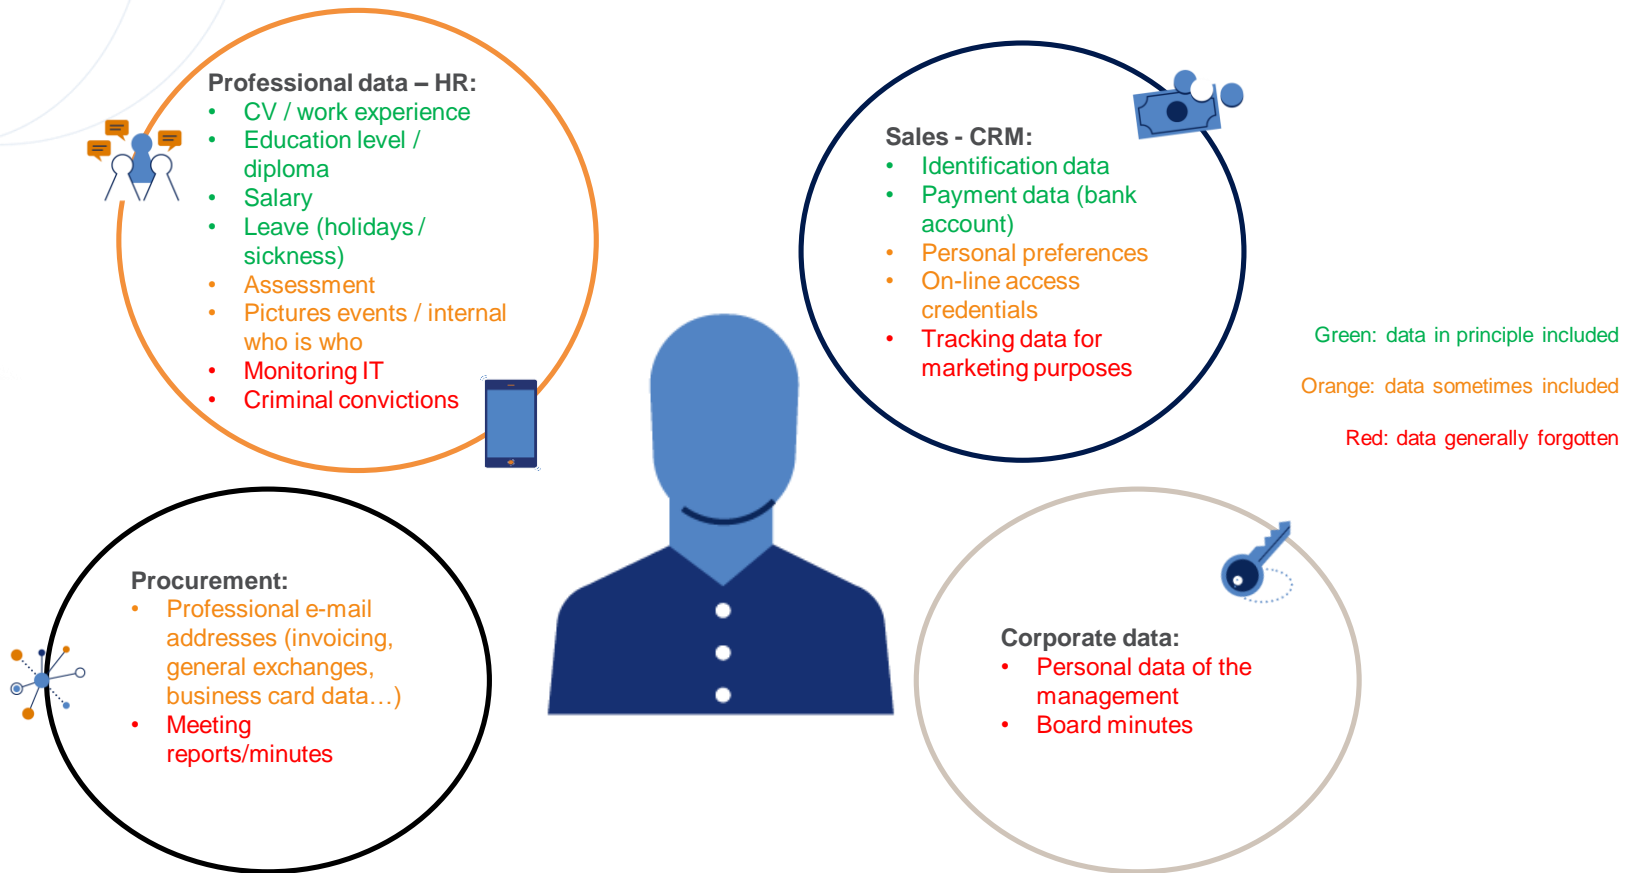 Professional data – HR:
• CV / work experience
• Education level /
diploma
• Salary
• Leave (holidays /
sickness)
• Assessment
• Pictures events / internal
who is who
• Monitoring IT
• Criminal convictions
Sales - CRM:
• Identification data
• Payment data (bank
account)
• Personal preferences
• On-line access
credentials
• Tracking data for
marketing purposes
Green: data in principle included
Orange: data sometimes included
Red: data generally forgotten
Procurement:
• Professional e-mail
addresses (invoicing,
general exchanges,
business card data…)
• Meeting
reports/minutes
Corporate data:
• Personal data of the
management
• Board minutes